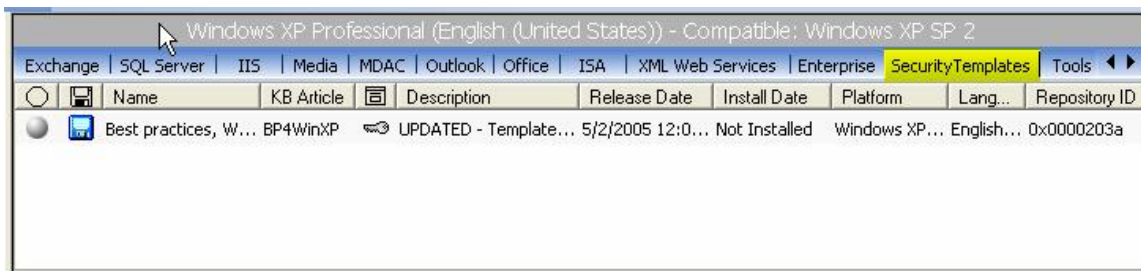 Windows XP Professional (English (United States)) - Compatible: Windows XP SP 2
Exchange SQL Server IIS Media MDAC Outlook Office ISA XML Web Services Enterprise SecurityTemplates Tools
Name KB Article Description Release Date Install Date Platform Lang... Repository ID
Best practices, W... BP4WinXP UPDATED - Template... 5/2/2005 12:0... Not Installed Windows XP... English... 0x0000203a